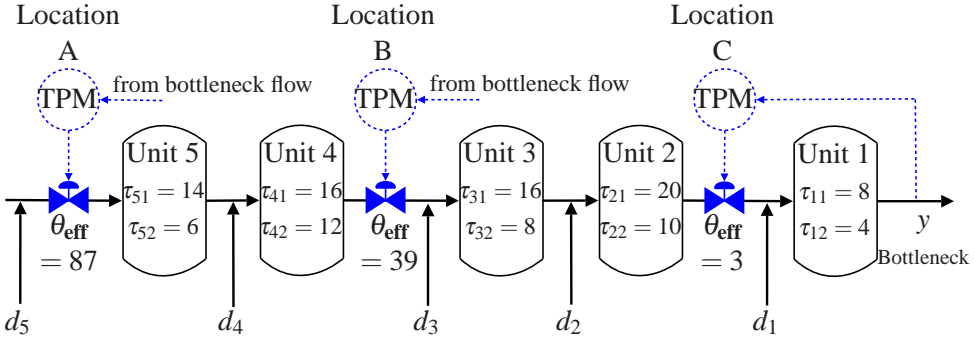 Location
A
Location
B
Location
C
TPM
from bottleneck flow
TPM
from bottleneck flow
TPM
Unit 5
τ51 = 14
τ52 = 6
Unit 4
τ41 = 16
τ42 = 12
Unit 3
τ31 = 16
τ32 = 8
Unit 2
τ21 = 20
τ22 = 10
Unit 1
τ11 = 8
τ12 = 4
θeff
= 87
θeff
= 39
θeff
= 3
y
Bottleneck
d5
d4
d3
d2
d1